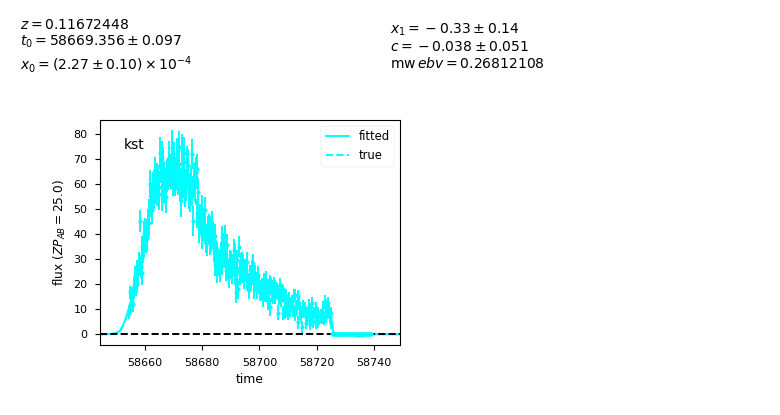 z = 0.11672448
t₀ = 58669.356 ± 0.097
x₀ = (2.27 ± 0.10) × 10⁻⁴
x₁ = −0.33 ± 0.14
c = −0.038 ± 0.051
mw ebv = 0.26812108
kst
fitted
true
80
70
60
50
40
30
20
10
0
flux (ZP_AB = 25.0)
58660 58680 58700 58720 58740
time